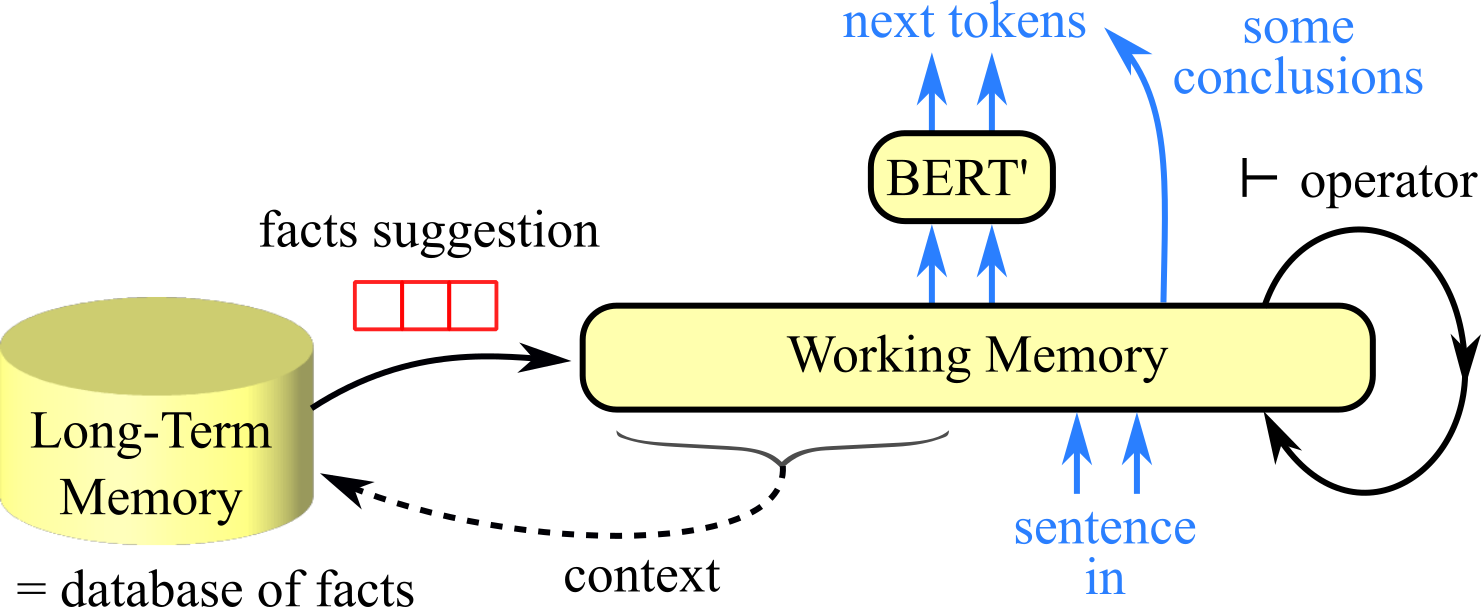 next tokens
some
conclusions
BERT'
⊢ operator
facts suggestion
Working Memory
Long-Term
Memory
sentence
in
context
= database of facts